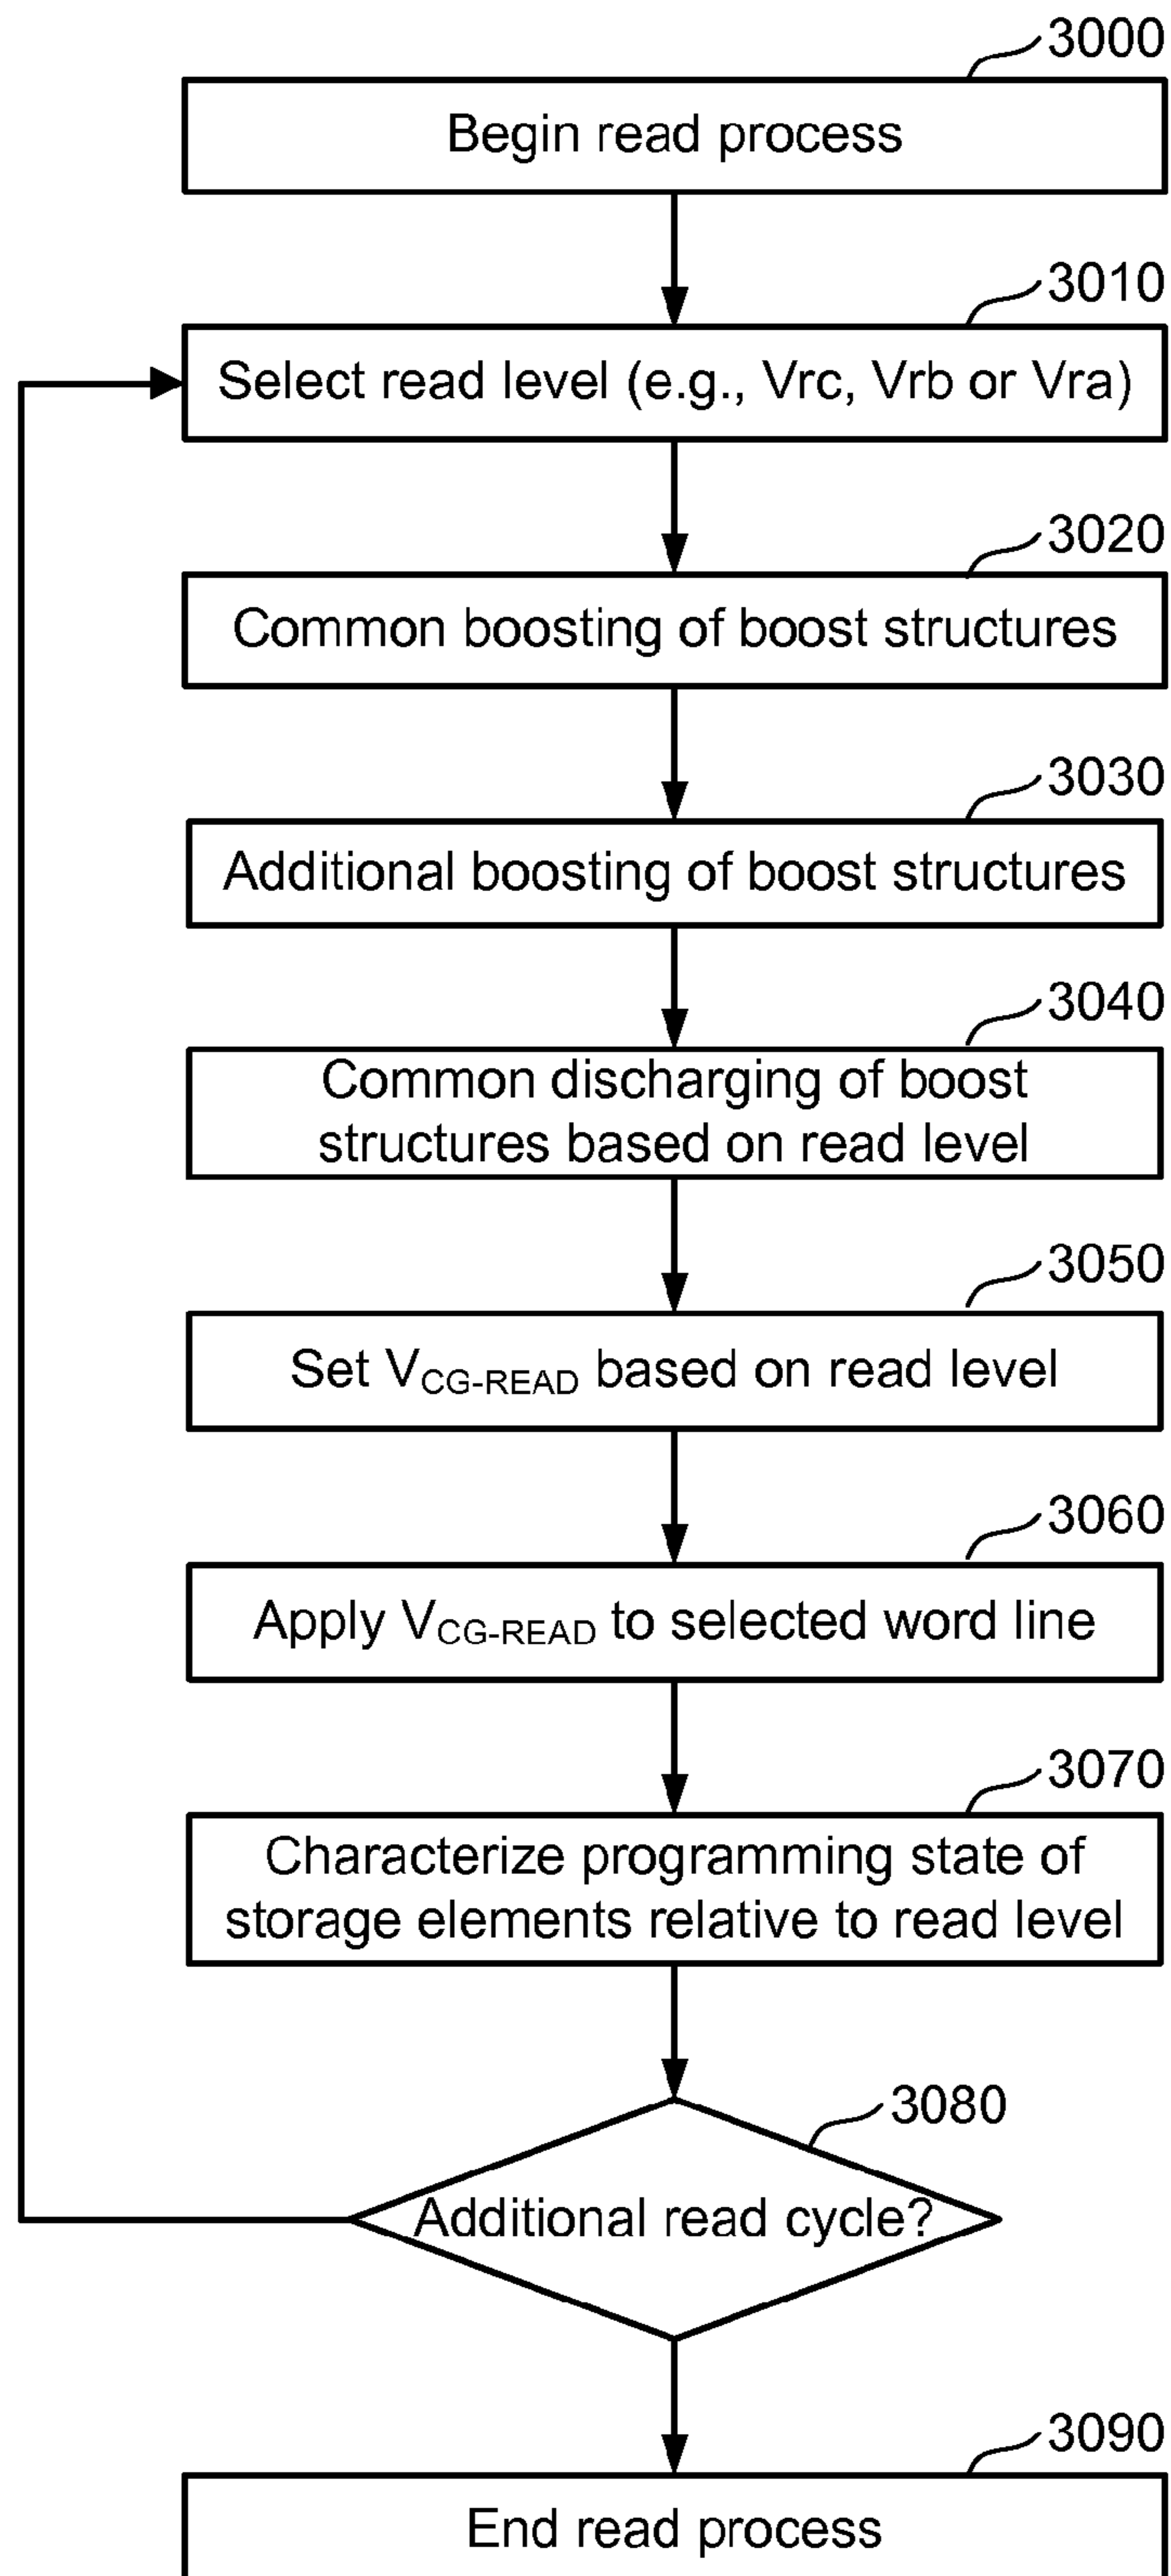 3000
Begin read process
3010
Select read level (e.g., Vrc, Vrb or Vra)
3020
Common boosting of boost structures
3030
Additional boosting of boost structures
3040
Common discharging of boost
structures based on read level
3050
Set VCG-READ based on read level
3060
Apply VCG-READ to selected word line
3070
Characterize programming state of
storage elements relative to read level
3080
Additional read cycle?
3090
End read process